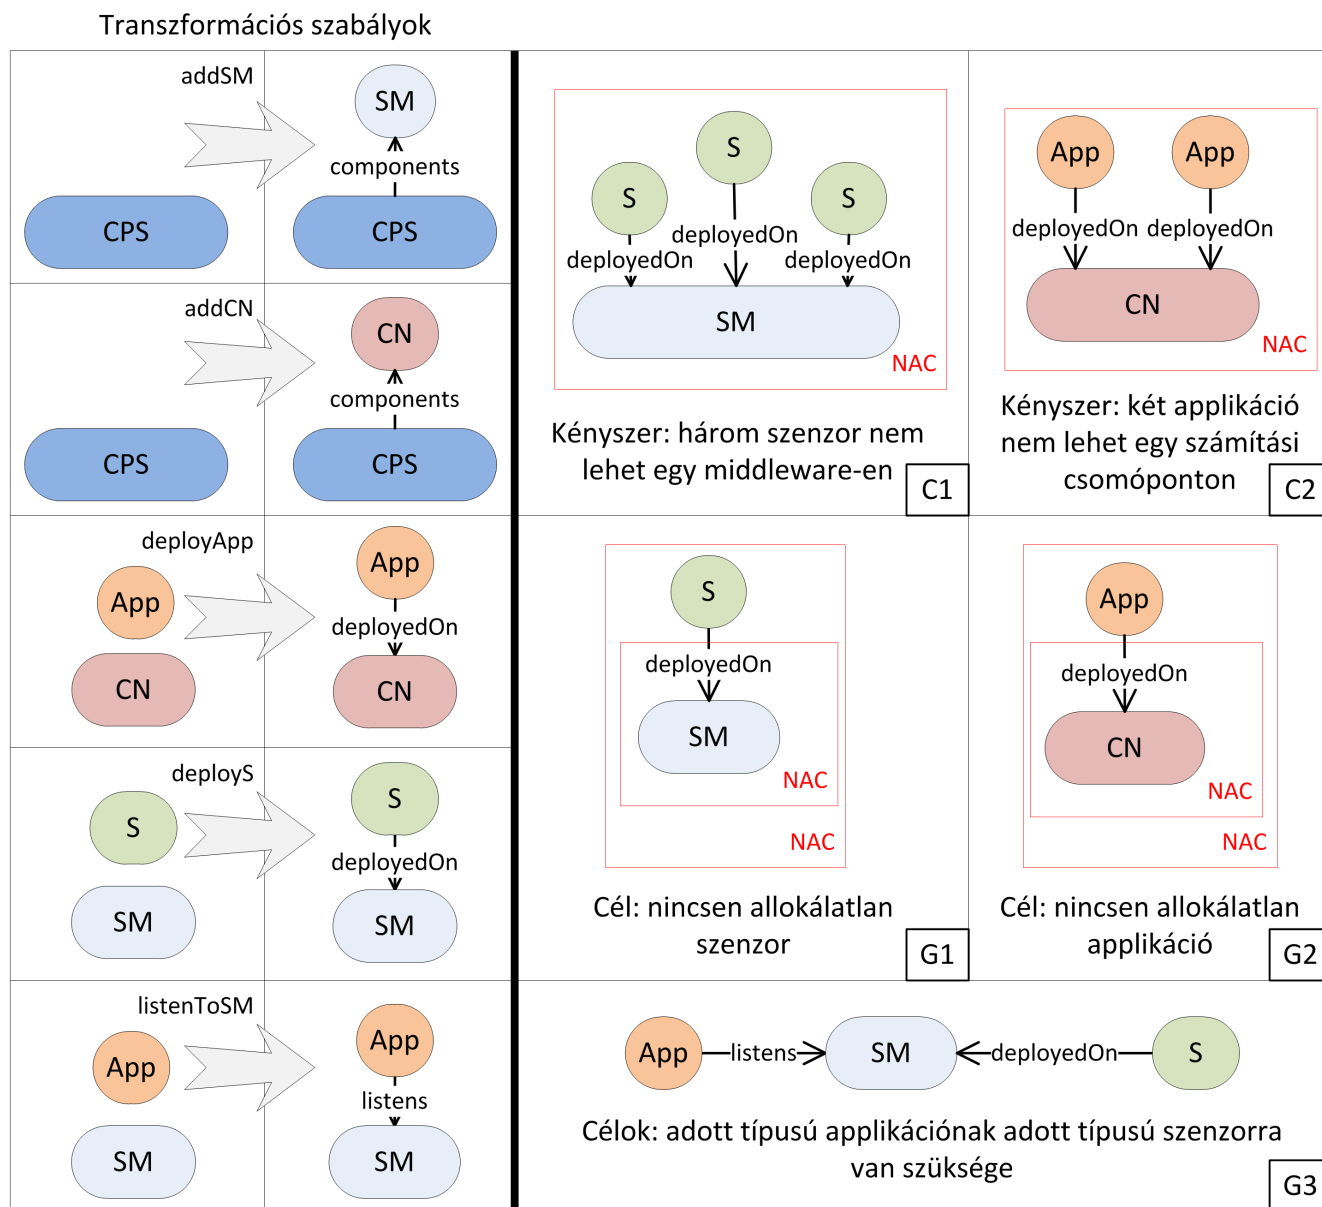 Transzformációs szabályok
addSM
SM
components
CPS
CPS
addCN
CN
components
CPS
CPS
deployApp
App
App
deployedOn
CN
CN
deployS
S
S
deployedOn
SM
SM
listenToSM
App
App
listens
SM
SM
S
S
S
deployedOn
deployedOn
deployedOn
SM
NAC
Kényszer: három szenzor nem
lehet egy middleware-en
C1
App
App
deployedOn
deployedOn
CN
NAC
Kényszer: két applikáció
nem lehet egy számítási
csomóponton
C2
S
deployedOn
SM
NAC
NAC
Cél: nincsen allokálatlan
szenzor
G1
App
deployedOn
CN
NAC
NAC
Cél: nincsen allokálatlan
applikáció
G2
App
listens
SM
deployedOn
S
Célok: adott típusú applikációnak adott típusú szenzorra
van szüksége
G3